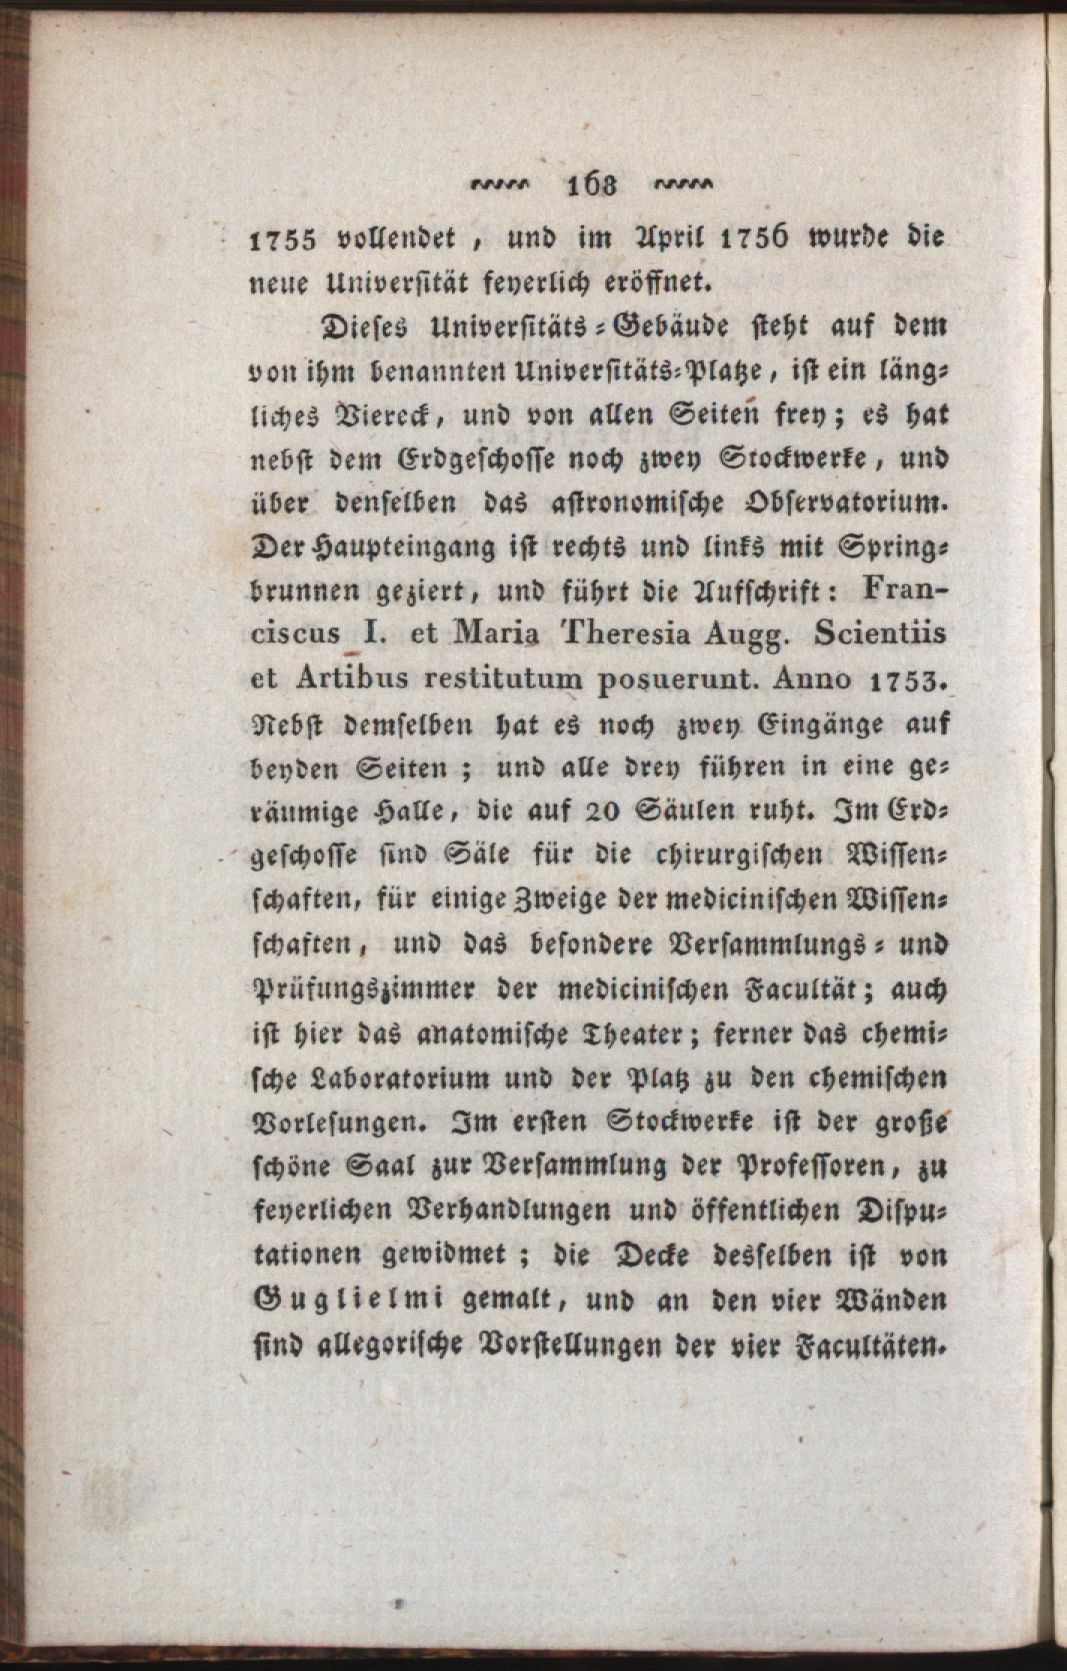 168
1755 vollendet, und im April 1756 wurde die
neue Universität feyerlich eröffnet.
Dieses Universitäts-Gebäude steht auf dem
von ihm benannten Universitäts-Platze, ist ein läng-
liches Viereck, und von allen Seiten frey; es hat
nebst dem Erdgeschosse noch zwey Stockwerke, und
über denselben das astronomische Observatorium.
Der Haupteingang ist rechts und links mit Spring-
brunnen geziert, und führt die Aufschrift: Fran-
ciscus I. et Maria Theresia Augg. Scientiis
et Artibus restitutum posuerunt. Anno 1753.
Nebst demselben hat es noch zwey Eingänge auf
beyden Seiten; und alle drey führen in eine ge-
räumige Halle, die auf 20 Säulen ruht. Im Erd-
geschosse sind Säle für die chirurgischen Wissen-
schaften, für einige Zweige der medicinischen Wissen-
schaften, und das besondere Versammlungs- und
Prüfungszimmer der medicinischen Facultät; auch
ist hier das anatomische Theater; ferner das chemi-
sche Laboratorium und der Platz zu den chemischen
Vorlesungen. Im ersten Stockwerke ist der große
schöne Saal zur Versammlung der Professoren, zu
feyerlichen Verhandlungen und öffentlichen Dispu-
tationen gewidmet; die Decke desselben ist von
Guglielmi gemalt, und an den vier Wänden
sind allegorische Vorstellungen der vier Facultäten.